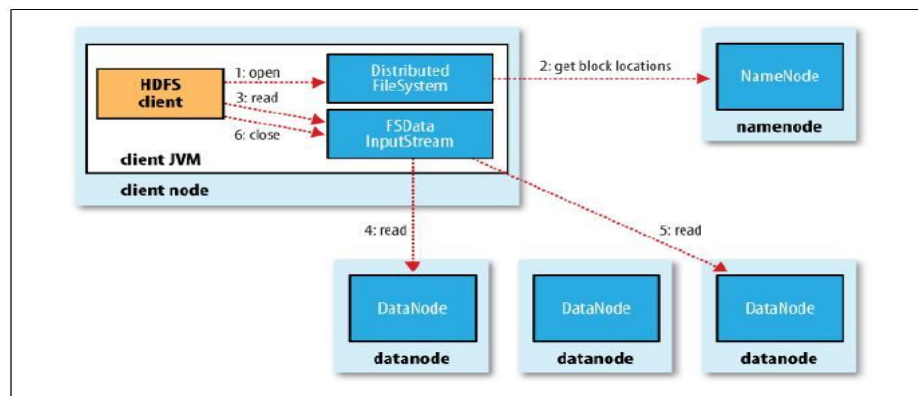 1: open
HDFS
client
3: read
6: close
Distributed
FileSystem
FSData
InputStream
client JVM
client node
2: get block locations
NameNode
namenode
4: read
5: read
DataNode
datanode
DataNode
datanode
DataNode
datanode